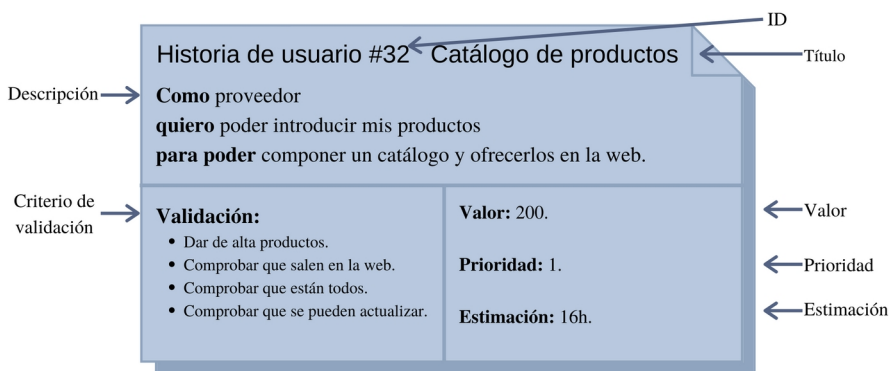 ID
Historia de usuario #32 Catálogo de productos
Título
Descripción
Como proveedor
quiero poder introducir mis productos
para poder componer un catálogo y ofrecerlos en la web.
Criterio de
validación
Validación:
• Dar de alta productos.
• Comprobar que salen en la web.
• Comprobar que están todos.
• Comprobar que se pueden actualizar.
Valor: 200.
Prioridad: 1.
Estimación: 16h.
Valor
Prioridad
Estimación